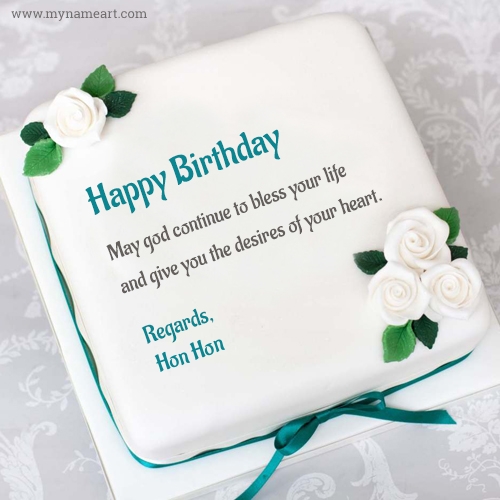 www.mynameart.com
Happy Birthday
May god continue to bless your life
and give you the desires of your heart.
Regards,
Hon Hon